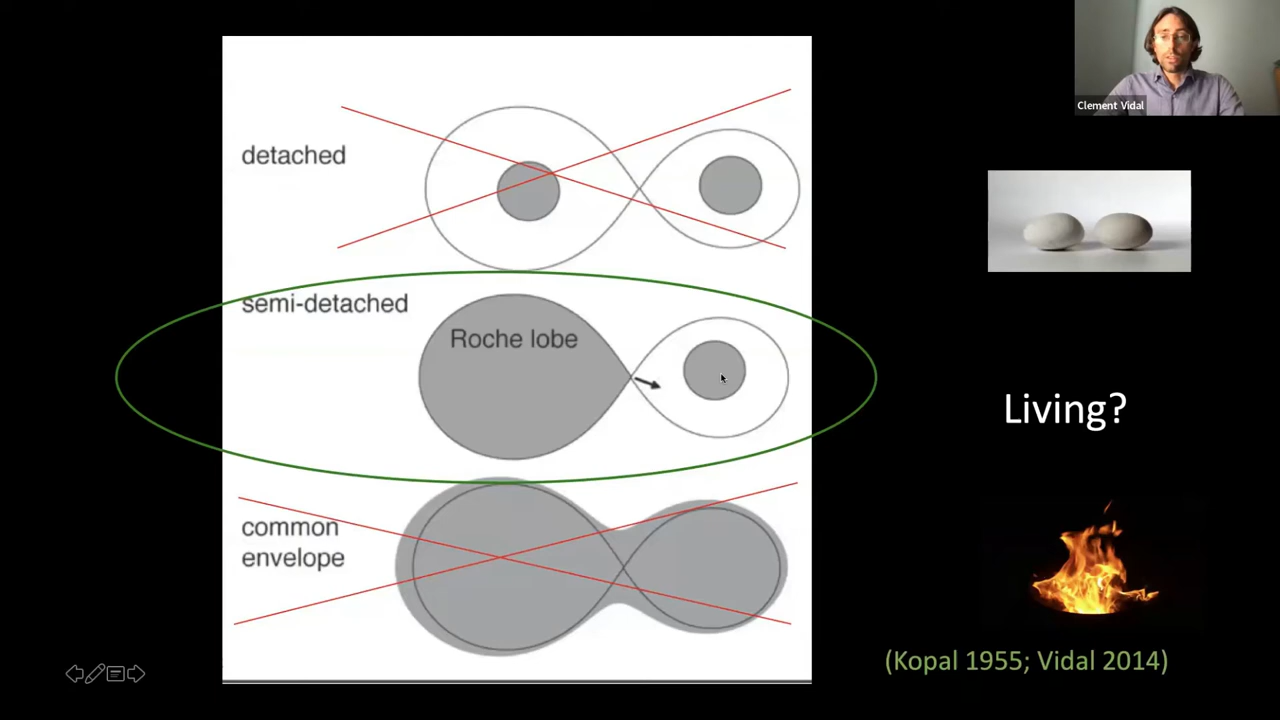 Clement Vidal
detached
semi-detached
Roche lobe
Living?
common
envelope
(Kopal 1955; Vidal 2014)